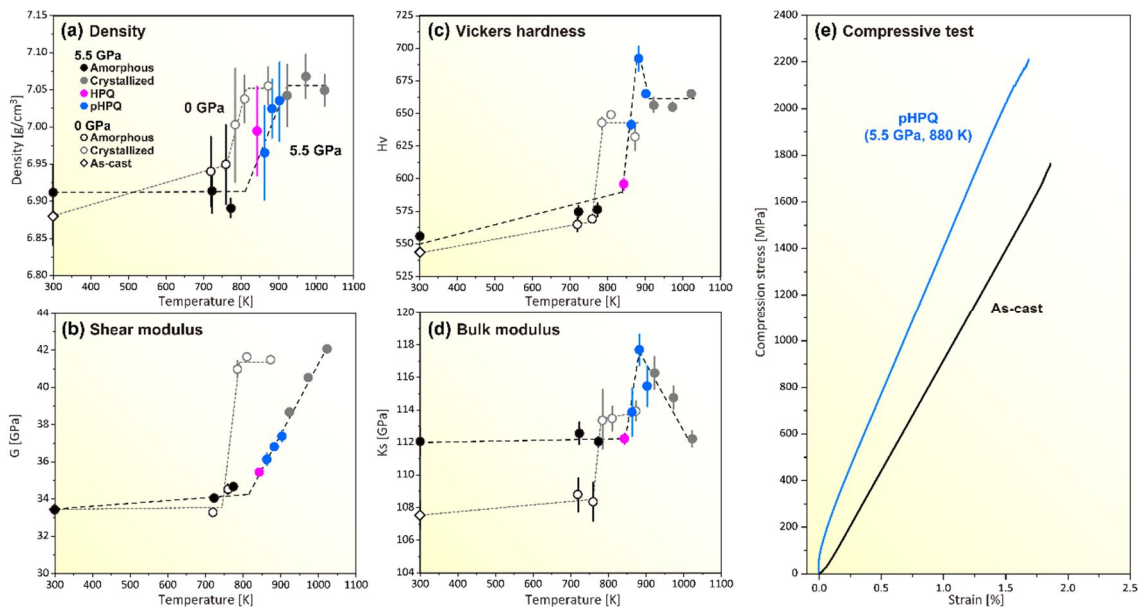 (a) Density
5.5 GPa
Amorphous
Crystallized
HPQ
pHPQ
0 GPa
Amorphous
Crystallized
As-cast
0 GPa
5.5 GPa
Density [g/cm³]
7.15
7.10
7.05
7.00
6.95
6.90
6.85
6.80
300 400 500 600 700 800 900 1000 1100
Temperature [K]
(c) Vickers hardness
Hv
725
700
675
650
625
600
575
550
525
300 400 500 600 700 800 900 1000 1100
Temperature [K]
(b) Shear modulus
G [GPa]
44
42
40
38
36
34
32
30
300 400 500 600 700 800 900 1000 1100
Temperature [K]
(d) Bulk modulus
Ks [GPa]
120
118
116
114
112
110
108
106
104
300 400 500 600 700 800 900 1000 1100
Temperature [K]
(e) Compressive test
pHPQ
(5.5 GPa, 880 K)
As-cast
Compression stress [MPa]
2400
2200
2000
1800
1600
1400
1200
1000
800
600
400
200
0
0.0 0.5 1.0 1.5 2.0 2.5
Strain [%]